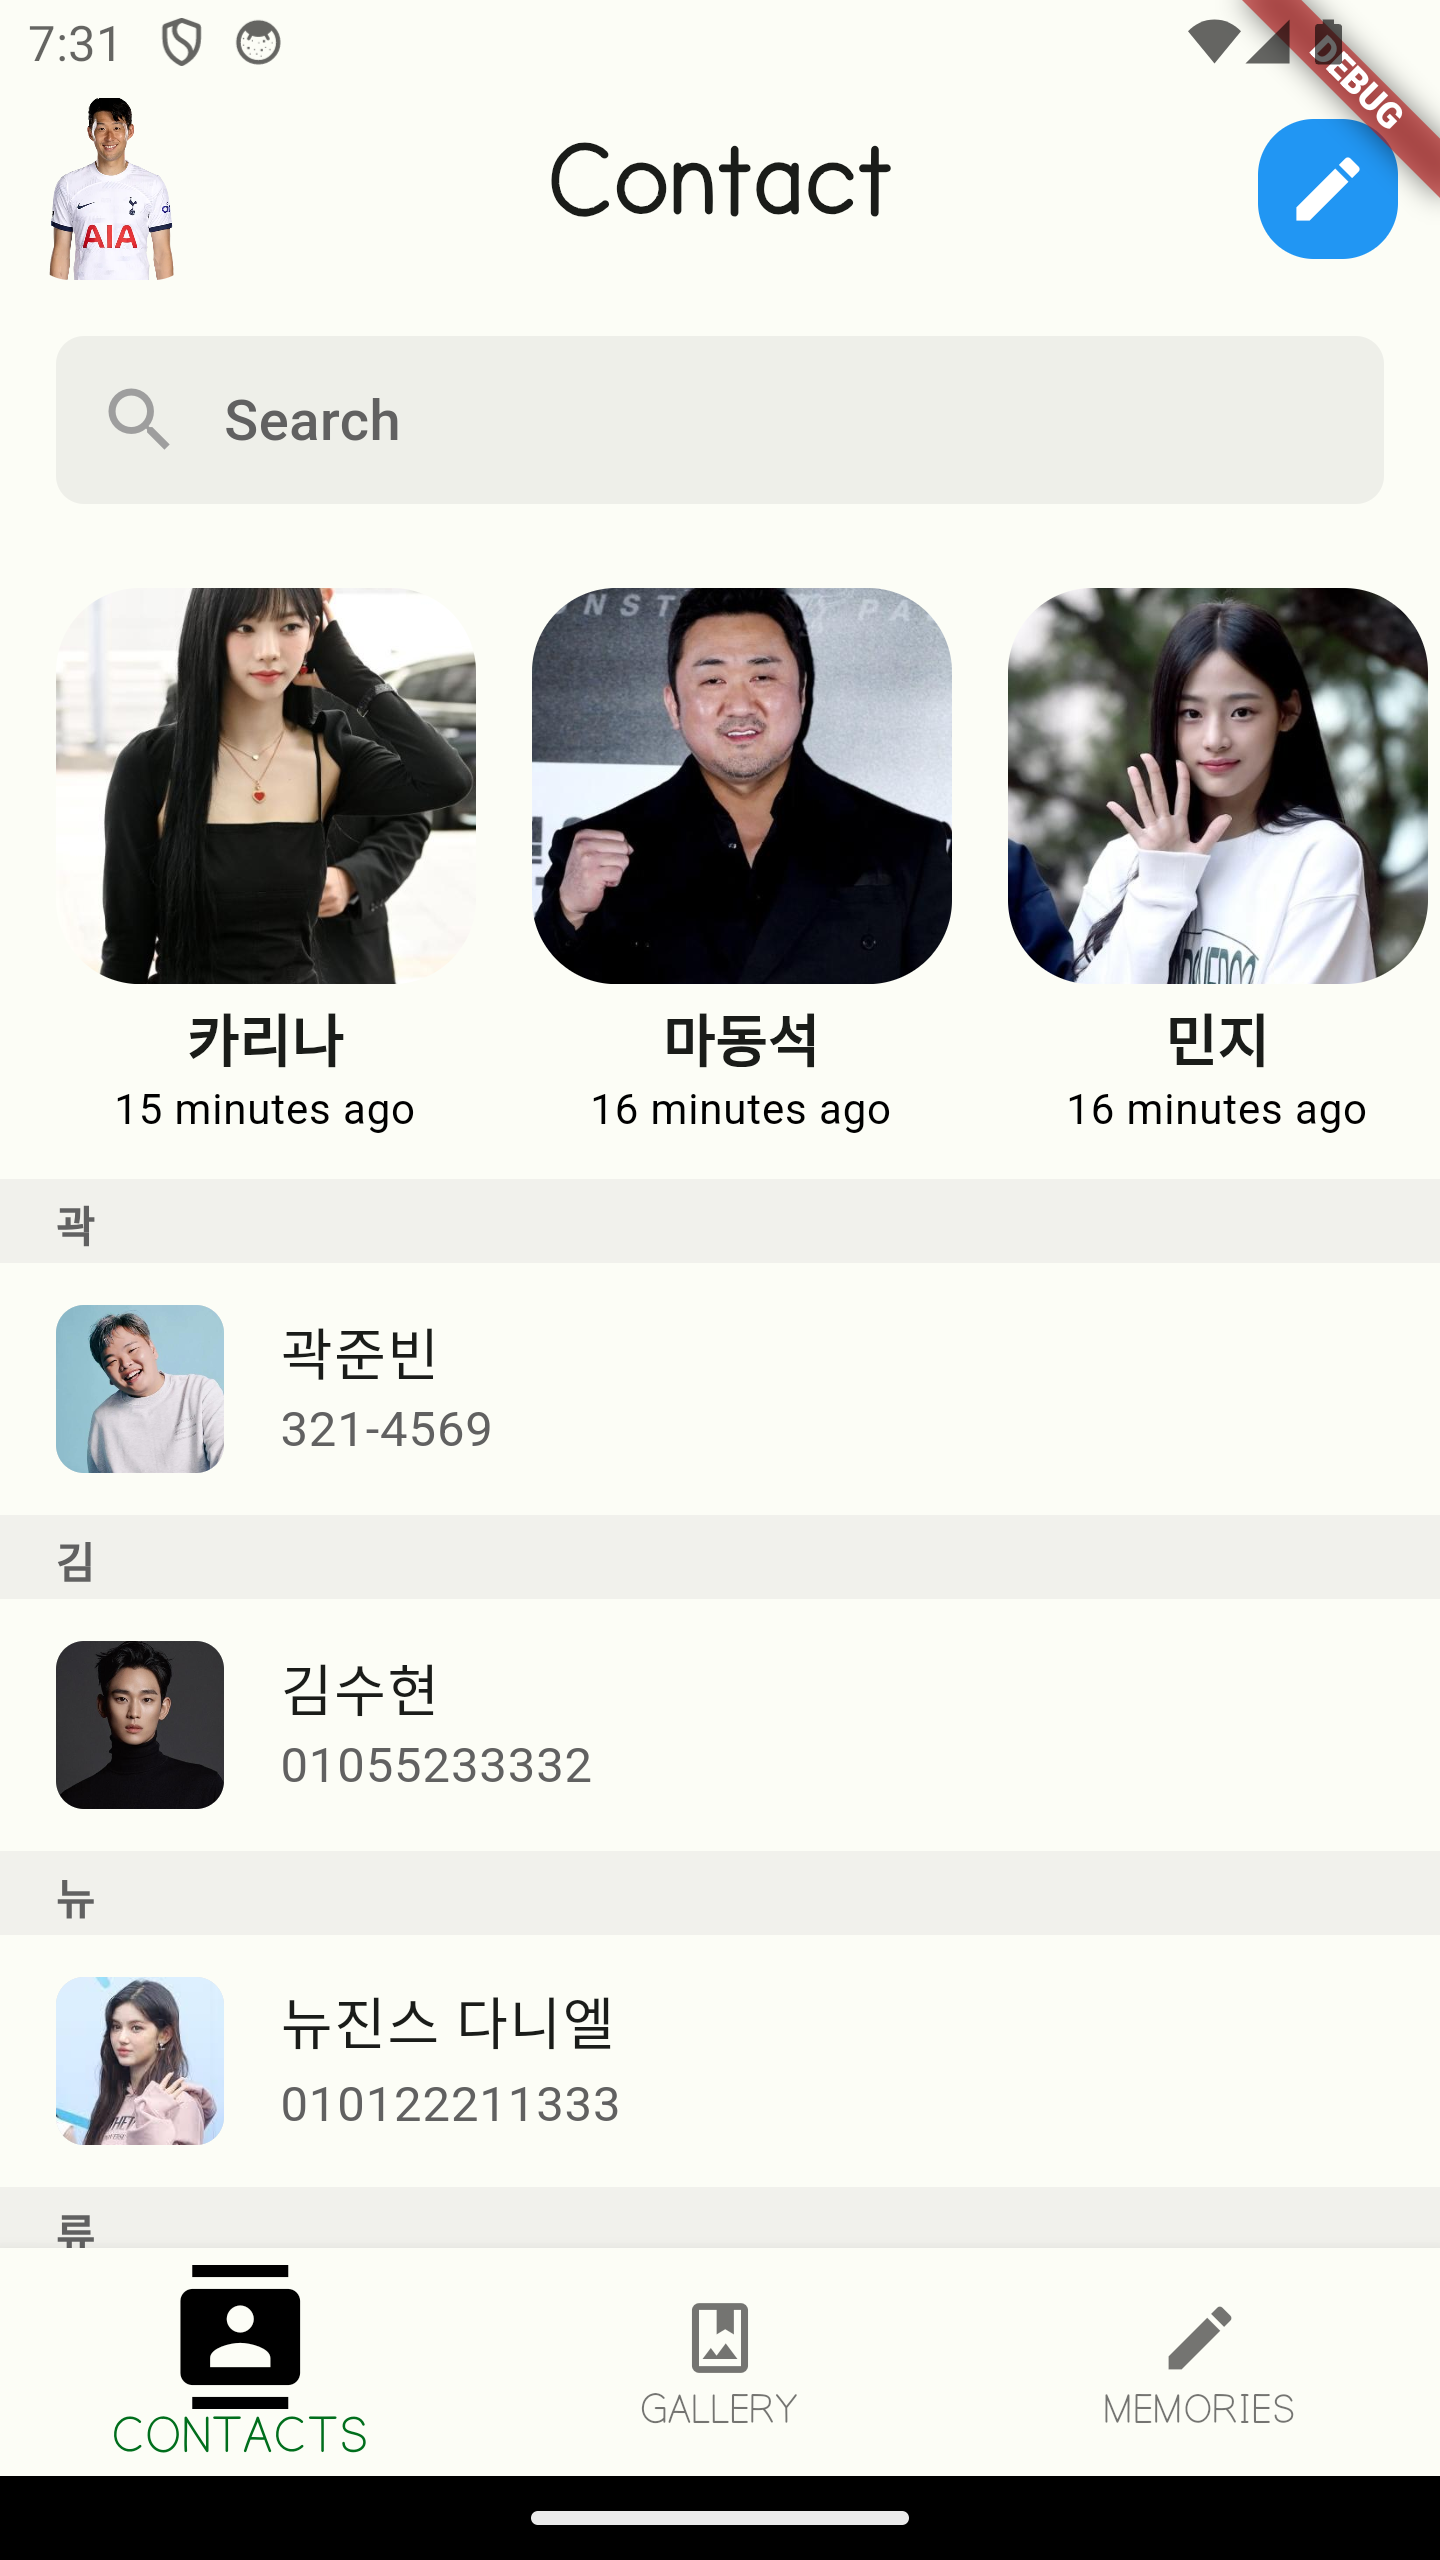 7:31
DEBUG
Contact
AIA
Search
NST
PA
카리나
마동석
민지
15 minutes ago
16 minutes ago
16 minutes ago
곽
곽준빈
321-4569
김
김수현
01055233332
뉴
뉴진스 다니엘
010122211333
류
CONTACTS
GALLERY
MEMORIES